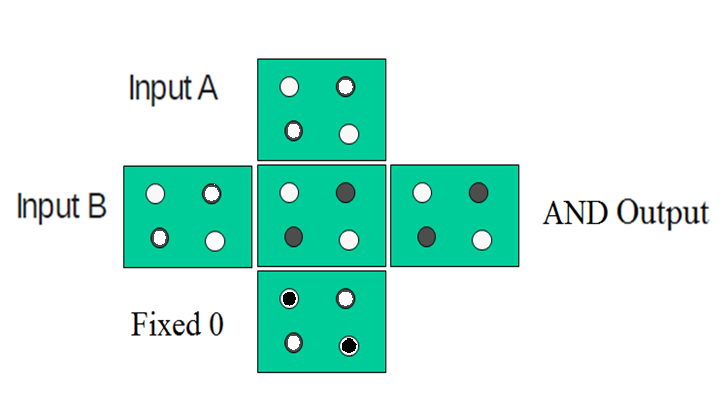 Input A
Input B
AND Output
Fixed 0